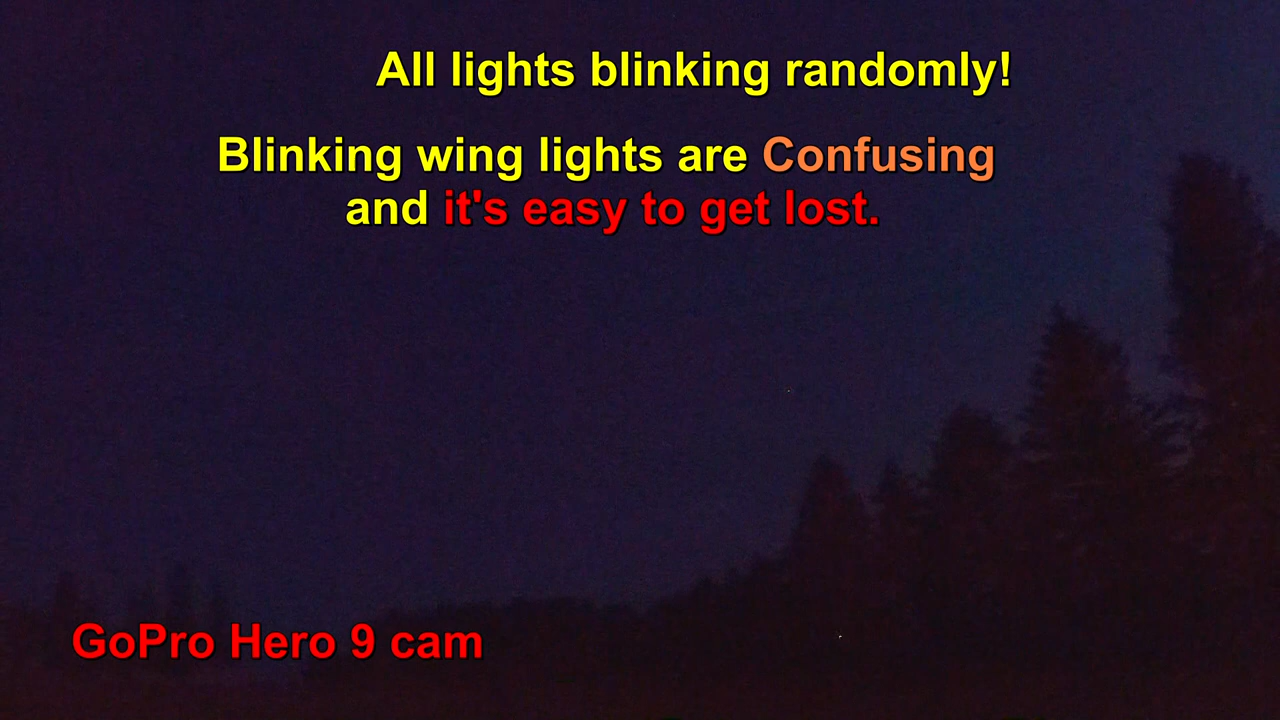 All lights blinking randomly!
Blinking wing lights are Confusing
and it's easy to get lost.
GoPro Hero 9 cam